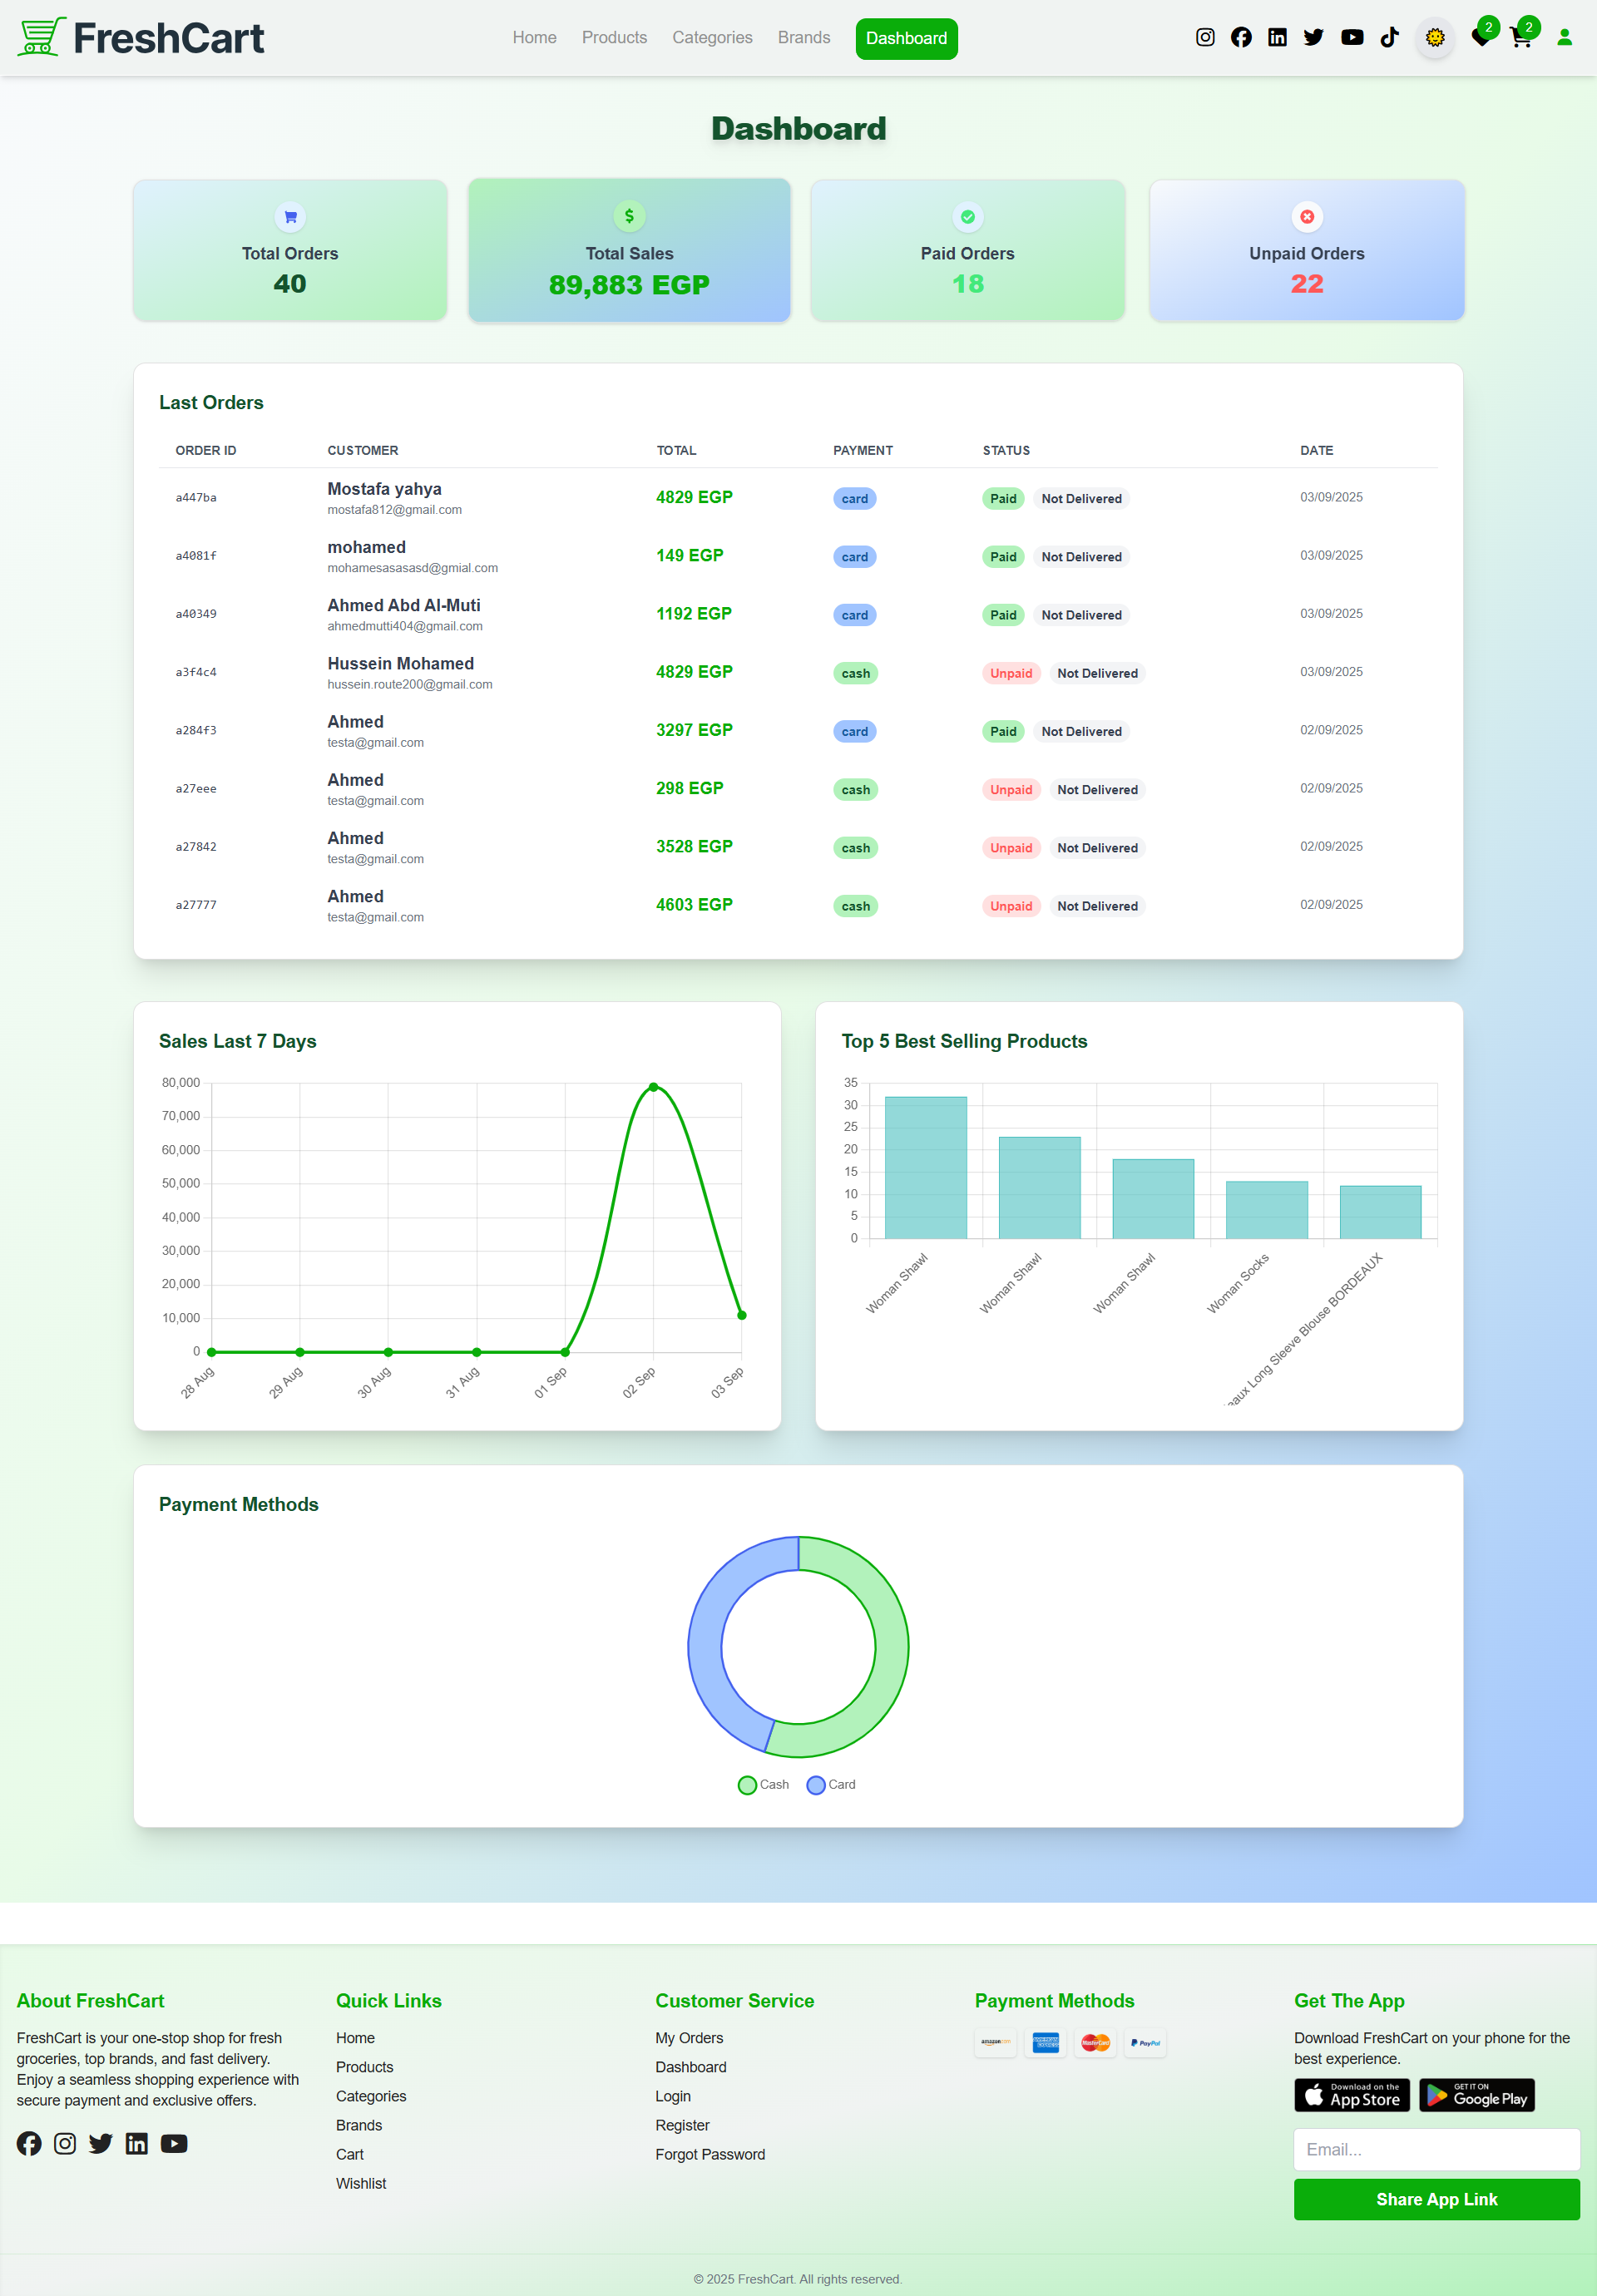 FreshCart
Home Products Categories Brands Dashboard
2 2
Dashboard
Total Orders
40
Total Sales
89,883 EGP
Paid Orders
18
Unpaid Orders
22
Last Orders
ORDER ID CUSTOMER TOTAL PAYMENT STATUS DATE
a447ba Mostafa yahya 4829 EGP card Paid Not Delivered 03/09/2025
mostafa812@gmail.com
a4081f mohamed 149 EGP card Paid Not Delivered 03/09/2025
mohamesasasasd@gmial.com
a40349 Ahmed Abd Al-Muti 1192 EGP card Paid Not Delivered 03/09/2025
ahmedmutti404@gmail.com
a3f4c4 Hussein Mohamed 4829 EGP cash Unpaid Not Delivered 03/09/2025
hussein.route200@gmail.com
a284f3 Ahmed 3297 EGP card Paid Not Delivered 02/09/2025
testa@gmail.com
a27eee Ahmed 298 EGP cash Unpaid Not Delivered 02/09/2025
testa@gmail.com
a27842 Ahmed 3528 EGP cash Unpaid Not Delivered 02/09/2025
testa@gmail.com
a27777 Ahmed 4603 EGP cash Unpaid Not Delivered 02/09/2025
testa@gmail.com
Sales Last 7 Days
80,000
70,000
60,000
50,000
40,000
30,000
20,000
10,000
0
28 Aug 29 Aug 30 Aug 31 Aug 01 Sep 02 Sep 03 Sep
Top 5 Best Selling Products
35
30
25
20
15
10
5
0
Woman Shawl
Woman Shawl
Woman Shawl
Woman Socks
Long Sleeve Blouse BORDEAUX
Payment Methods
Cash Card
About FreshCart
FreshCart is your one-stop shop for fresh
groceries, top brands, and fast delivery.
Enjoy a seamless shopping experience with
secure payment and exclusive offers.
Quick Links
Home
Products
Categories
Brands
Cart
Wishlist
Customer Service
My Orders
Dashboard
Login
Register
Forgot Password
Payment Methods
amazon
AMERICAN EXPRESS
MasterCard
PayPal
Get The App
Download FreshCart on your phone for the
best experience.
Download on the
App Store
GET IT ON
Google Play
Email...
Share App Link
© 2025 FreshCart. All rights reserved.